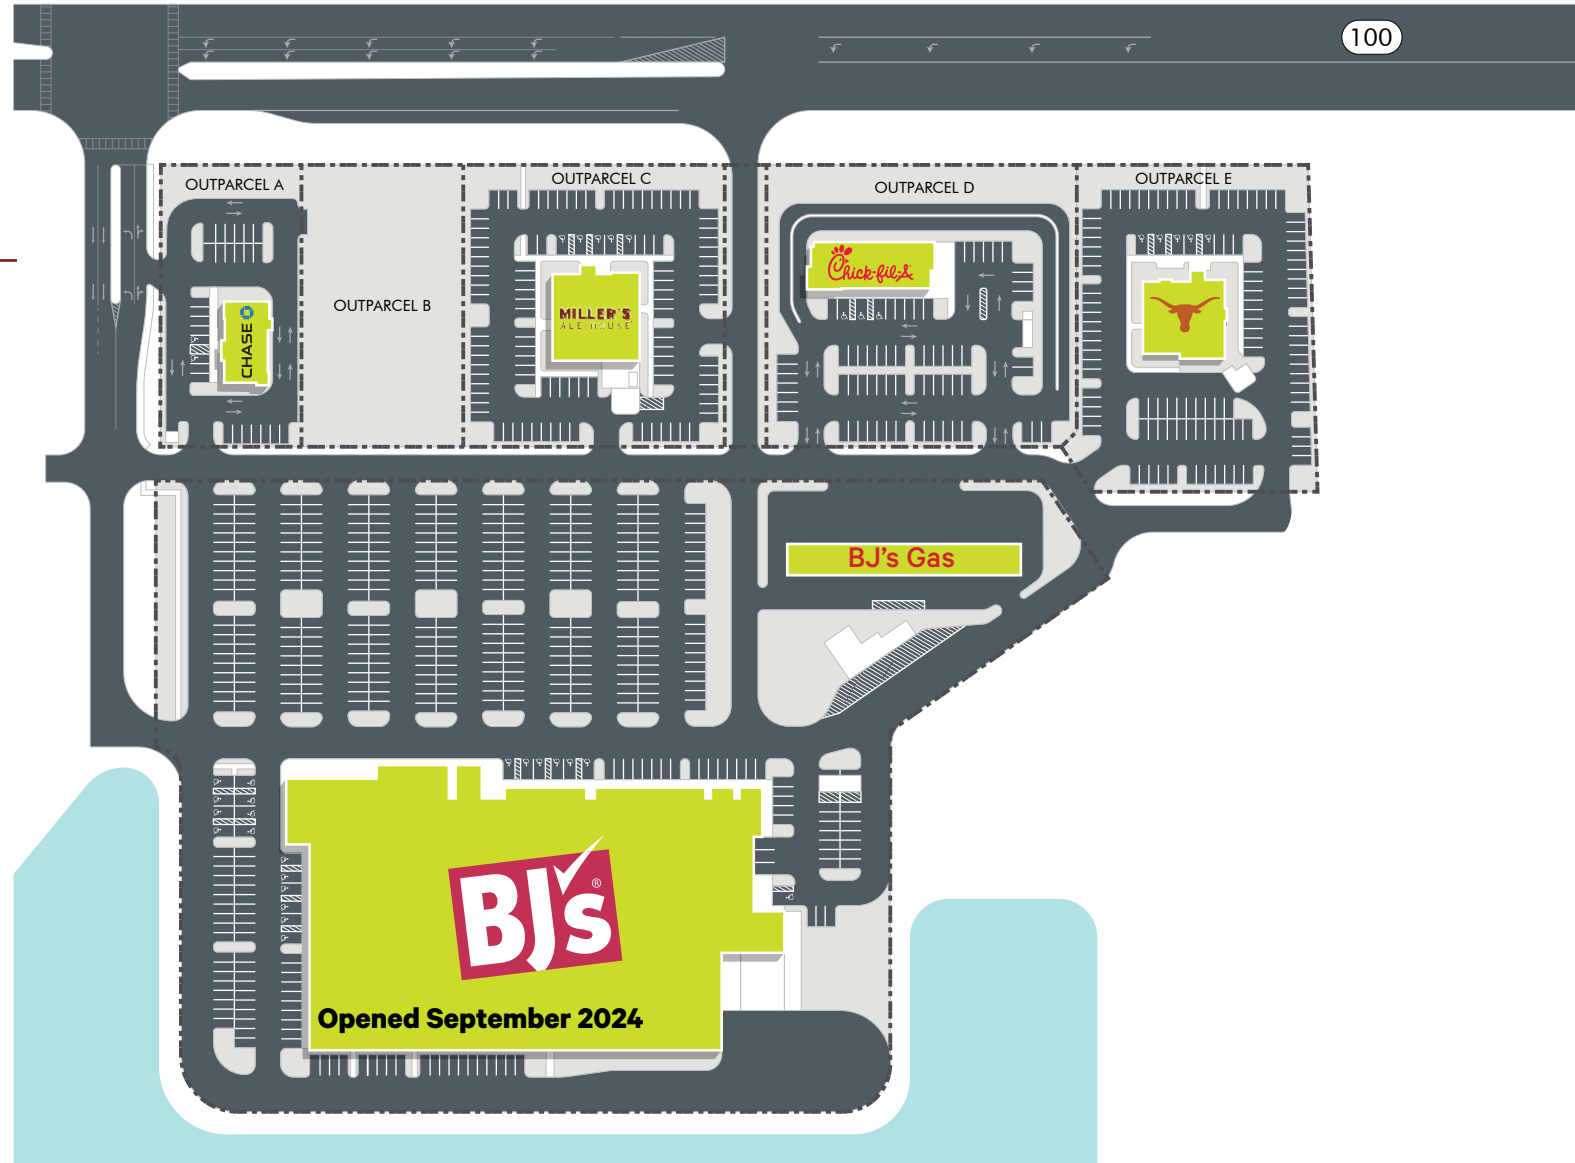 100
OUTPARCEL A
OUTPARCEL B
OUTPARCEL C
OUTPARCEL D
OUTPARCEL E
CHASE
MILLER'S
ALE HOUSE
Chick-fil-A
BJ's Gas
BJ's®
Opened September 2024